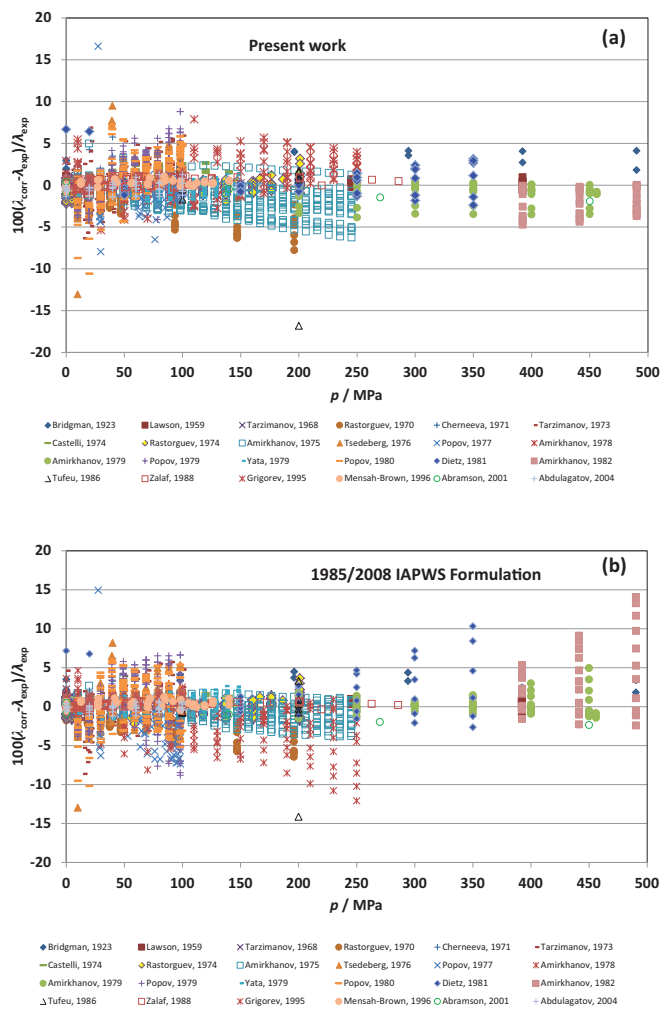 (a)
Present work
20
15
10
5
0
-5
-10
-15
-20
100(λcorr-λexp)/λexp
0 50 100 150 200 250 300 350 400 450 500
p / MPa
Bridgman, 1923 Lawson, 1959 Tarzimanov, 1968 Rastorguev, 1970 Cherneeva, 1971 Tarzimanov, 1973
Castelli, 1974 Rastorguev, 1974 Amirkhanov, 1975 Tsedeberg, 1976 Popov, 1977 Amirkhanov, 1978
Amirkhanov, 1979 Popov, 1979 Yata, 1979 Popov, 1980 Dietz, 1981 Amirkhanov, 1982
Tufeu, 1986 Zalaf, 1988 Grigorev, 1995 Mensah-Brown, 1996 Abramson, 2001 Abdulagatov, 2004
(b)
1985/2008 IAPWS Formulation
20
15
10
5
0
-5
-10
-15
-20
100(λcorr-λexp)/λexp
0 50 100 150 200 250 300 350 400 450 500
p / MPa
Bridgman, 1923 Lawson, 1959 Tarzimanov, 1968 Rastorguev, 1970 Cherneeva, 1971 Tarzimanov, 1973
Castelli, 1974 Rastorguev, 1974 Amirkhanov, 1975 Tsedeberg, 1976 Popov, 1977 Amirkhanov, 1978
Amirkhanov, 1979 Popov, 1979 Yata, 1979 Popov, 1980 Dietz, 1981 Amirkhanov, 1982
Tufeu, 1986 Zalaf, 1988 Grigorev, 1995 Mensah-Brown, 1996 Abramson, 2001 Abdulagatov, 2004